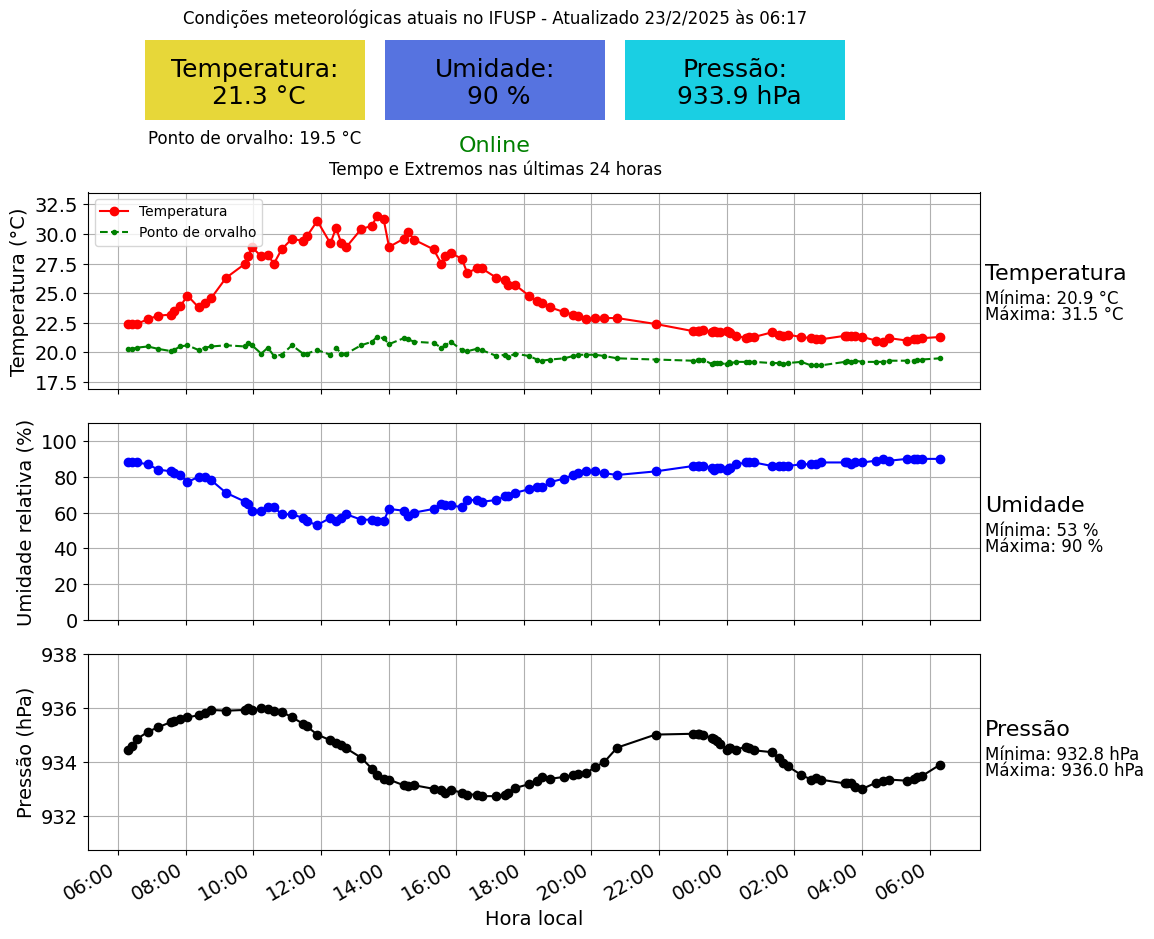 Condições meteorológicas atuais no IFUSP - Atualizado 23/2/2025 às 06:17
Temperatura:
21.3 °C
Umidade:
90 %
Pressão:
933.9 hPa
Ponto de orvalho: 19.5 °C
Online
Tempo e Extremos nas últimas 24 horas
Temperatura (°C)
32.5
30.0
27.5
25.0
22.5
20.0
17.5
Temperatura
Ponto de orvalho
Temperatura
Mínima: 20.9 °C
Máxima: 31.5 °C
Umidade relativa (%)
100
80
60
40
20
0
Umidade
Mínima: 53 %
Máxima: 90 %
Pressão (hPa)
938
936
934
932
Pressão
Mínima: 932.8 hPa
Máxima: 936.0 hPa
06:00 08:00 10:00 12:00 14:00 16:00 18:00 20:00 22:00 00:00 02:00 04:00 06:00
Hora local